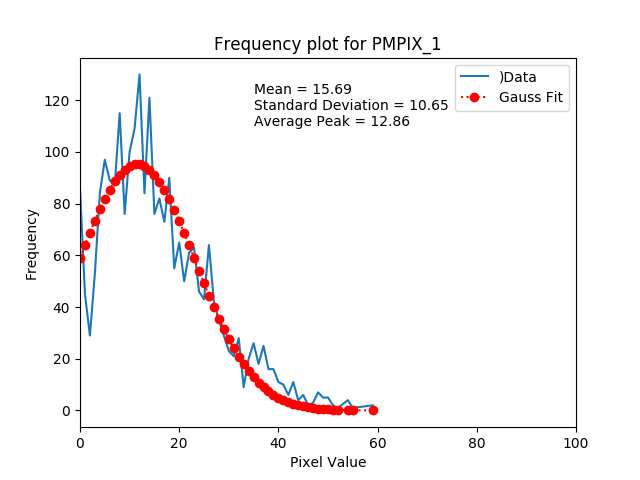 Frequency plot for PMPIX_1
Mean = 15.69
Standard Deviation = 10.65
Average Peak = 12.86
)Data
Gauss Fit
Frequency
120
100
80
60
40
20
0
0 20 40 60 80 100
Pixel Value